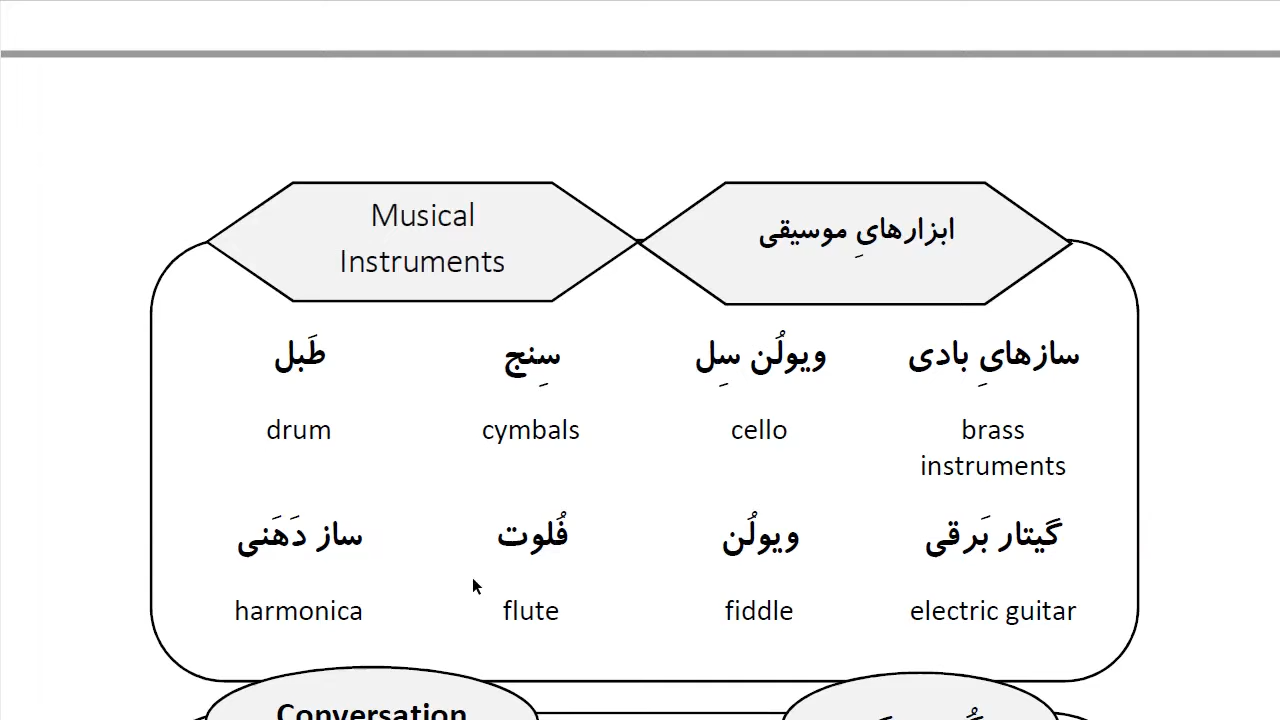 Musical
Instruments
ابزارهایِ موسیقی
طَبل سِنج ویولُن سِل سازهایِ بادی
drum cymbals cello brass
instruments
ساز دَهَنی فُلوت ویولُن گیتار بَرقی
harmonica flute fiddle electric guitar
Conversation